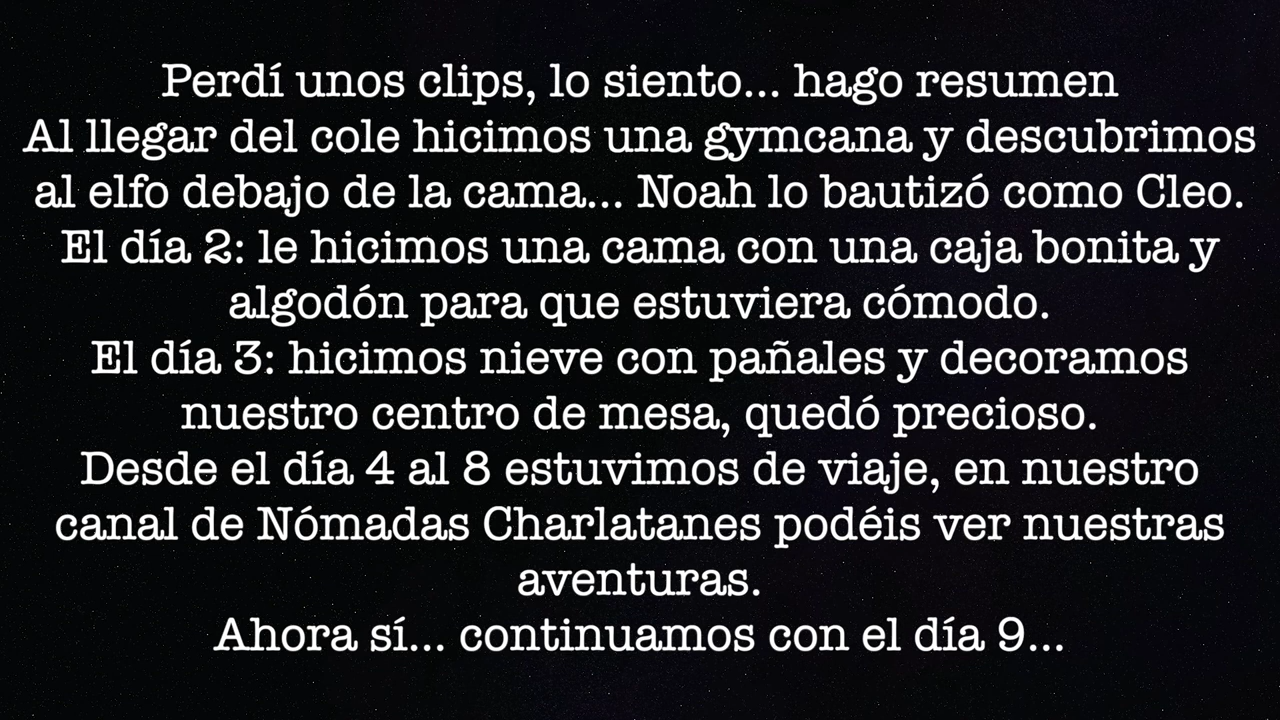 Perdí unos clips, lo siento... hago resumen
Al llegar del cole hicimos una gymcana y descubrimos
al elfo debajo de la cama... Noah lo bautizó como Cleo.
El día 2: le hicimos una cama con una caja bonita y
algodón para que estuviera cómodo.
El día 3: hicimos nieve con pañales y decoramos
nuestro centro de mesa, quedó precioso.
Desde el día 4 al 8 estuvimos de viaje, en nuestro
canal de Nómadas Charlatanes podéis ver nuestras
aventuras.
Ahora sí... continuamos con el día 9...